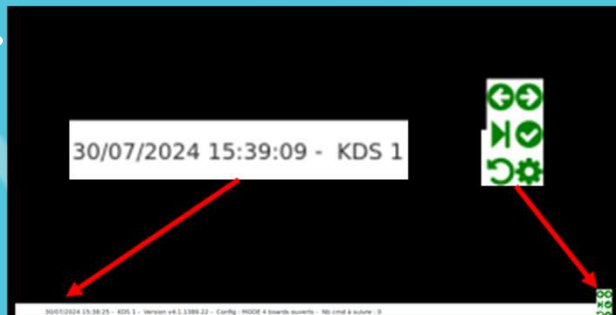 30/07/2024 15:39:09 - KDS 1
30/07/2024 15:38:25 - KDS 1 - Version v4.1.1389.22 - Config : MODE 4 boards ouverts - Nb cmd à suivre : 0